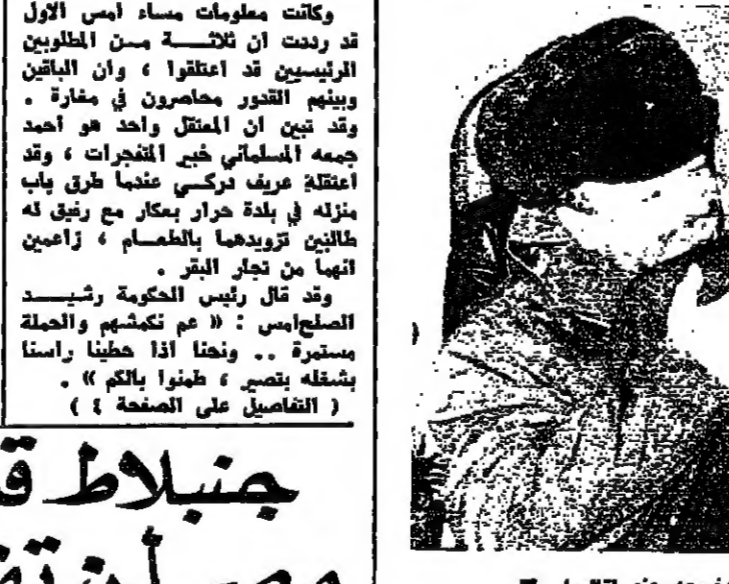 وكانت معلومات مساء امس الاول
قد رددت ان ثلاثة من المطلوبين
الرئيسيين قد اعتقلوا ، وان الباقين
وبينهم القدور محاصرون في مغارة .
وقد تبين ان المعتقل واحد هو احمد
جمعه المسلماني خبير المتفجرات ، وقد
اعتقله عريف دركي عندما طرق باب
منزله في بلدة حرار بعكار مع رفيق له
طالبين تزويدهما بالطعام ، زاعمين
انهما من تجار البقر .
وقد قال رئيس الحكومة رشيد
الصلح امس : « عم نكمشهم والحملة
مستمرة .. ونحنا اذا حطينا راسنا
بشغله بتصير ، طمنوا بالكم » .
( التفاصيل على الصفحة ٤ )
جنبلاط